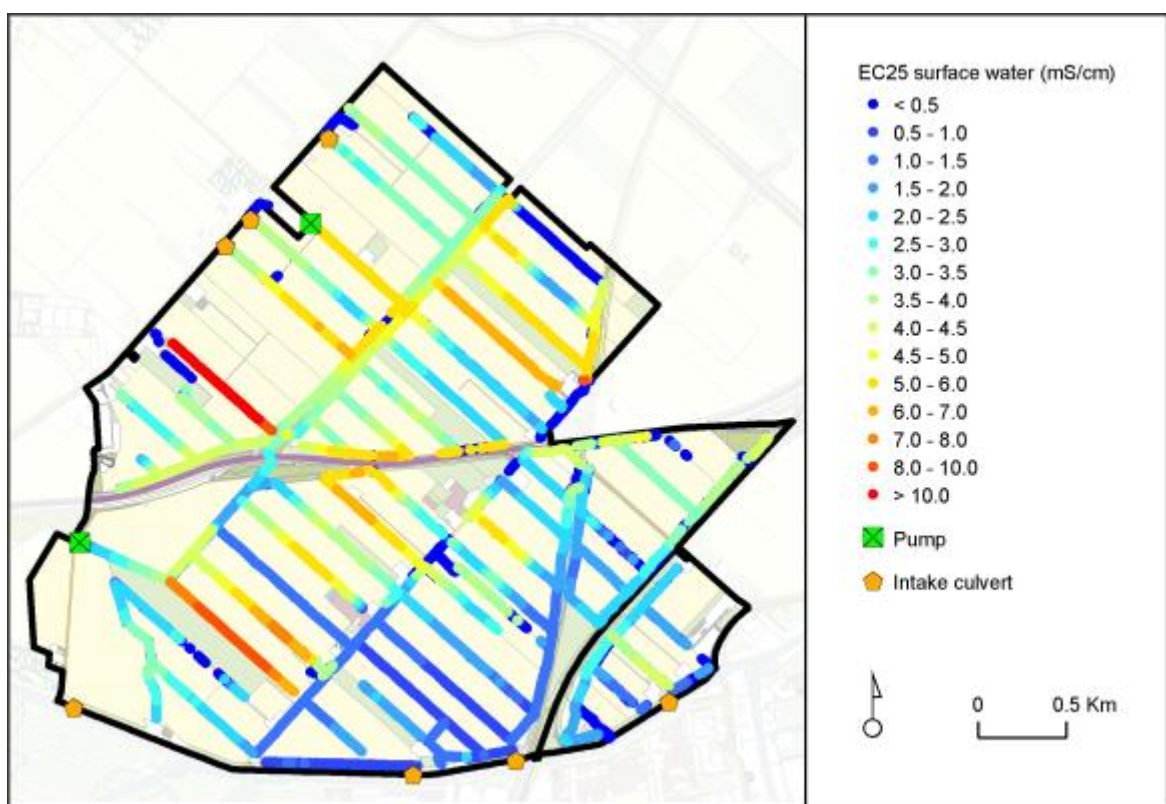 EC25 surface water (mS/cm)
< 0.5
0.5 - 1.0
1.0 - 1.5
1.5 - 2.0
2.0 - 2.5
2.5 - 3.0
3.0 - 3.5
3.5 - 4.0
4.0 - 4.5
4.5 - 5.0
5.0 - 6.0
6.0 - 7.0
7.0 - 8.0
8.0 - 10.0
> 10.0
Pump
Intake culvert
0 0.5 Km